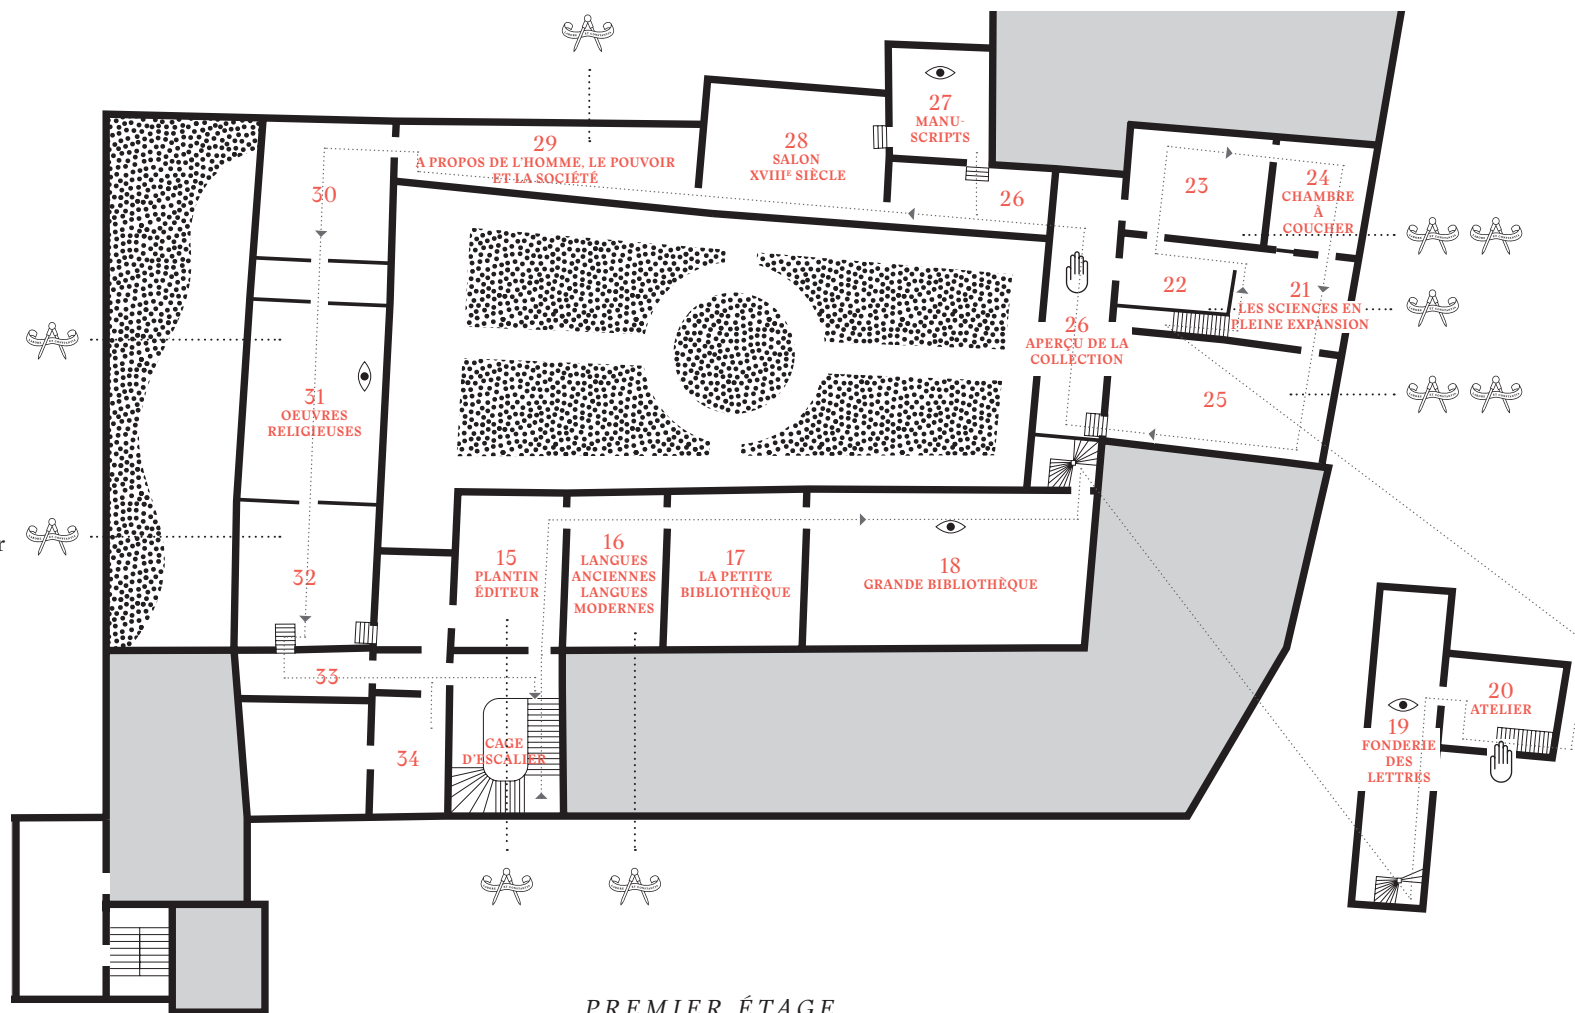 27
MANU-
SCRIPTS
29
A PROPOS DE L'HOMME, LE POUVOIR
ET LA SOCIÉTÉ
28
SALON
XVIIIᴱ SIÈCLE
30
26
23
24
CHAMBRE
À
COUCHER
22
21
LES SCIENCES EN
PLEINE EXPANSION
26
APERÇU DE LA
COLLECTION
31
OEUVRES
RELIGIEUSES
25
15
PLANTIN
ÉDITEUR
16
LANGUES
ANCIENNES
LANGUES
MODERNES
17
LA PETITE
BIBLIOTHÈQUE
18
GRANDE BIBLIOTHÈQUE
r
32
33
34
CAGE
D'ESCALIER
19
FONDERIE
DES
LETTRES
20
ATELIER
PREMIER ÉTAGE